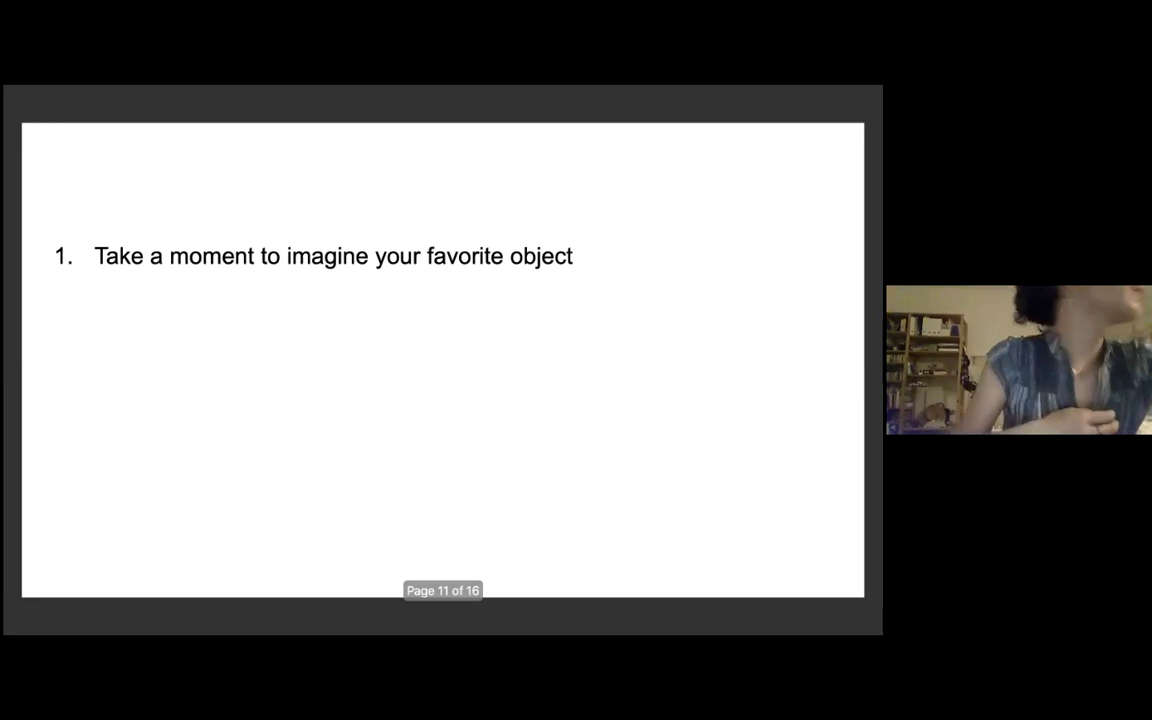 1. Take a moment to imagine your favorite object
Page 11 of 16